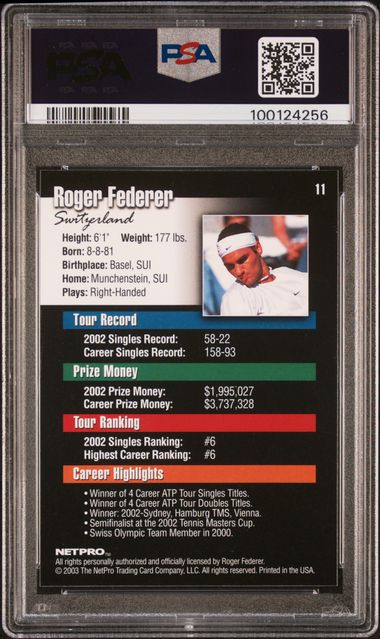 PSA
PSA
100124256
Roger Federer
11
Switzerland
Height: 6'1" Weight: 177 lbs.
Born: 8-8-81
Birthplace: Basel, SUI
Home: Munchenstein, SUI
Plays: Right-Handed
Tour Record
2002 Singles Record: 58-22
Career Singles Record: 158-93
Prize Money
2002 Prize Money: $1,995,027
Career Prize Money: $3,737,328
Tour Ranking
2002 Singles Ranking: #6
Highest Career Ranking: #6
Career Highlights
• Winner of 4 Career ATP Tour Singles Titles.
• Winner of 4 Career ATP Tour Doubles Titles.
• Winner: 2002-Sydney, Hamburg TMS, Vienna.
• Semifinalist at the 2002 Tennis Masters Cup.
• Swiss Olympic Team Member in 2000.
NETPRO™
All rights personally authorized and officially licensed by Roger Federer.
© 2003 The NetPro Trading Card Company, LLC. All rights reserved. Printed in the USA.
PSA